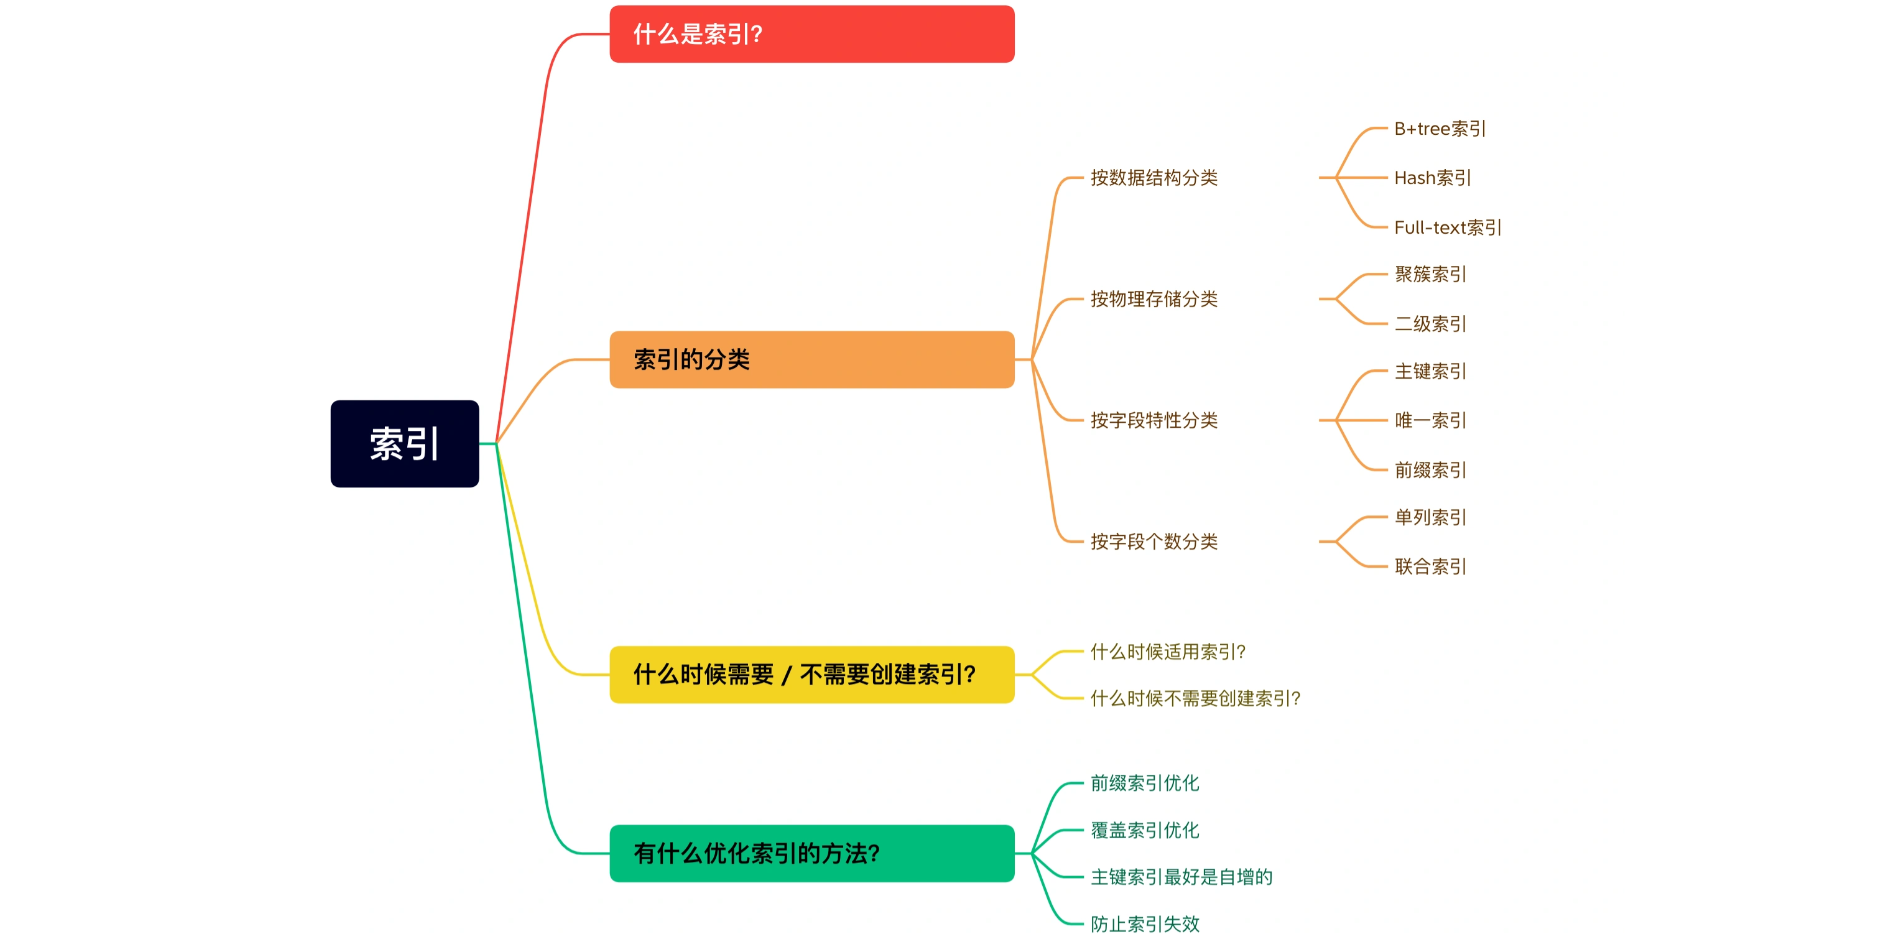 索引
什么是索引?
索引的分类
按数据结构分类
B+tree索引
Hash索引
Full-text索引
按物理存储分类
聚簇索引
二级索引
按字段特性分类
主键索引
唯一索引
前缀索引
按字段个数分类
单列索引
联合索引
什么时候需要 / 不需要创建索引?
什么时候适用索引?
什么时候不需要创建索引?
有什么优化索引的方法?
前缀索引优化
覆盖索引优化
主键索引最好是自增的
防止索引失效